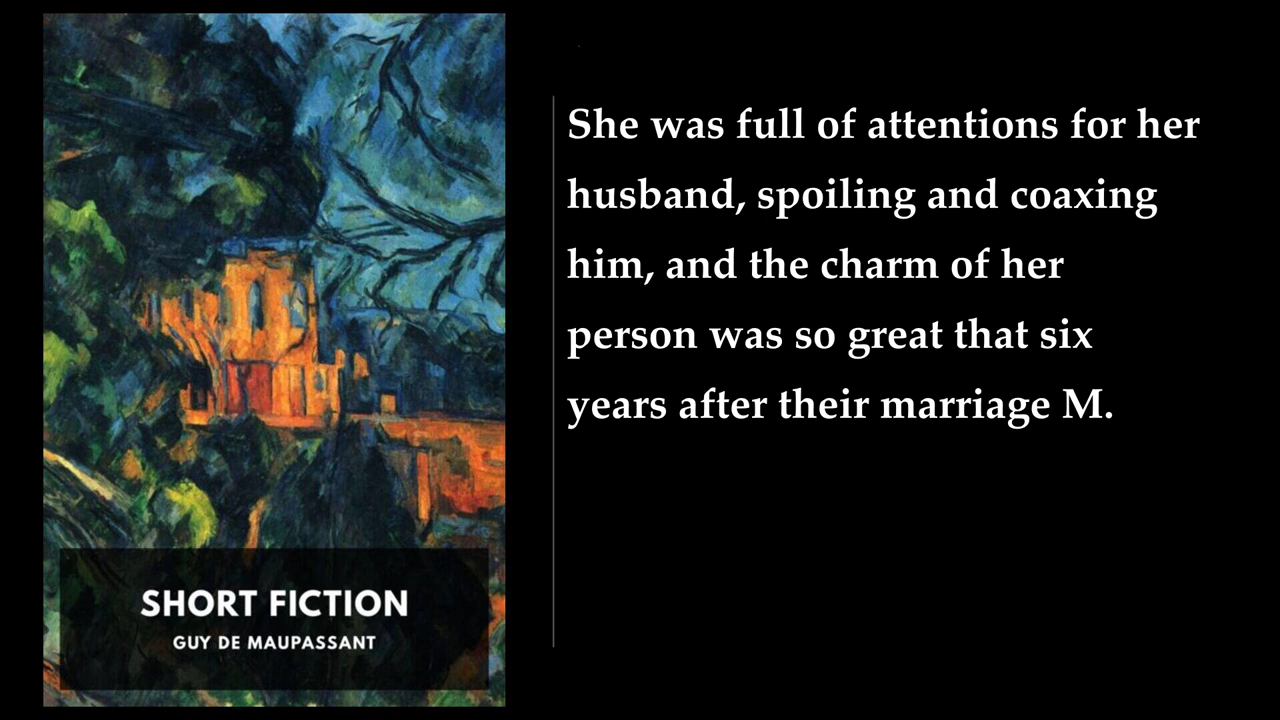 She was full of attentions for her
husband, spoiling and coaxing
him, and the charm of her
person was so great that six
years after their marriage M.
SHORT FICTION
GUY DE MAUPASSANT